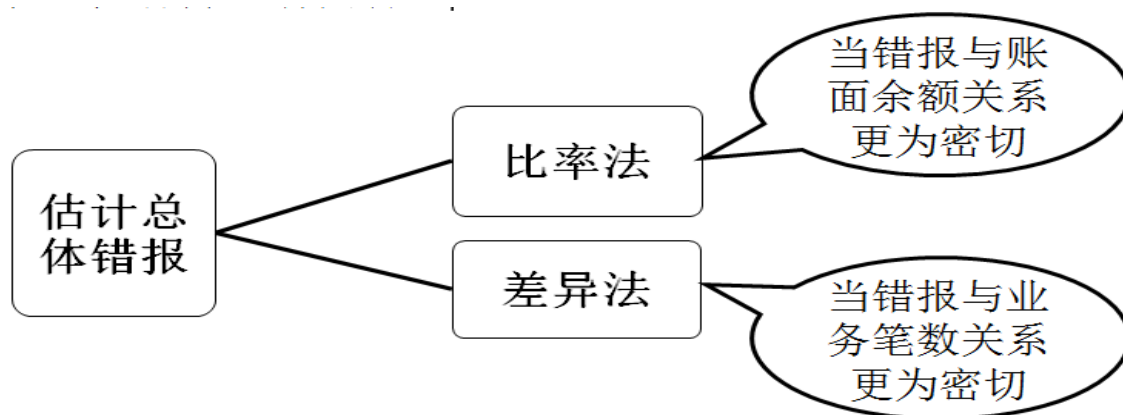 当错报与账
面余额关系
更为密切
比率法
估计总
体错报
差异法
当错报与业
务笔数关系
更为密切